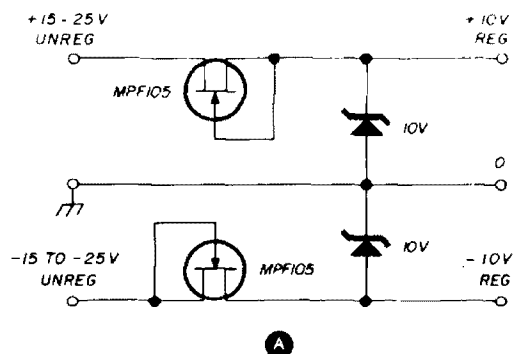 +15-25V
UNREG
+10V
REG
MPF105
10V
0
-15 TO -25V
UNREG
MPF105
10V
-10V
REG
A